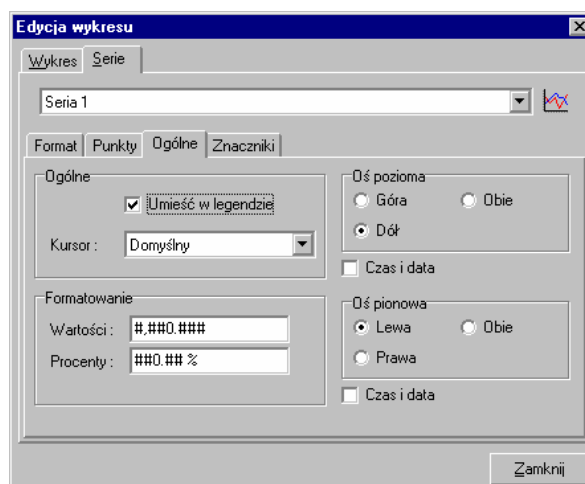 Edycja wykresu
Wykres Serie
Seria 1
Format Punkty Ogólne Znaczniki
Ogólne
Umieść w legendzie
Kursor : Domyślny
Formatowanie
Wartości : #,##0.###
Procenty : ##0.## %
Oś pozioma
Góra Obie
Dół
Czas i data
Oś pionowa
Lewa Obie
Prawa
Czas i data
Zamknij